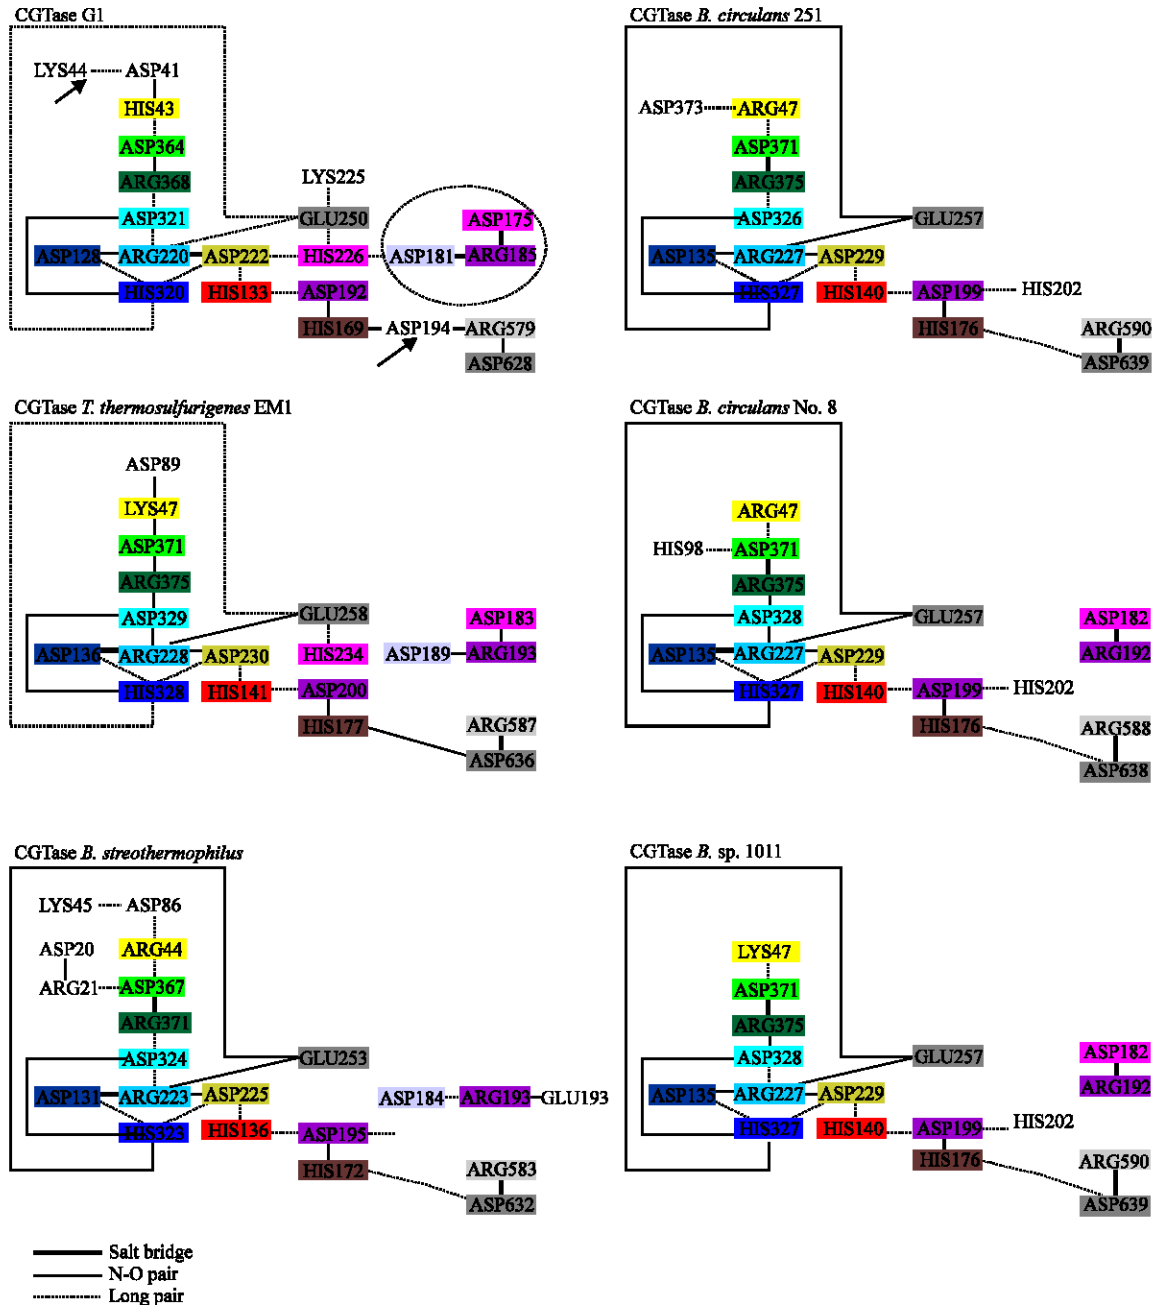 CGTase G1
LYS44 ASP41
HIS43
ASP364
ARG368
LYS225
ASP321 GLU250 ASP175
ASP128 ARG220 ASP222 HIS226 ASP181 ARG185
HIS320 HIS133 ASP192
HIS169 ASP194 ARG579
ASP628
CGTase B. circulans 251
ASP373 ARG47
ASP371
ARG375
ASP326 GLU257
ASP135 ARG227 ASP229
HIS327 HIS140 ASP199 HIS202
HIS176 ARG590
ASP639
CGTase T. thermosulfurigenes EM1
ASP89
LYS47
ASP371
ARG375
ASP329 GLU258 ASP183
ASP136 ARG228 ASP230 HIS234 ASP189 ARG193
HIS328 HIS141 ASP200
HIS177 ARG587
ASP636
CGTase B. circulans No. 8
ARG47
HIS98 ASP371
ARG375
ASP328 GLU257 ASP182
ASP135 ARG227 ASP229 ARG192
HIS327 HIS140 ASP199 HIS202
HIS176 ARG588
ASP638
CGTase B. streothermophilus
LYS45 ASP86
ASP20 ARG44
ARG21 ASP367
ARG371
ASP324 GLU253
ASP131 ARG223 ASP225 ASP184 ARG193 GLU193
HIS323 HIS136 ASP195
HIS172 ARG583
ASP632
CGTase B. sp. 1011
LYS47
ASP371
ARG375
ASP328 GLU257 ASP182
ASP135 ARG227 ASP229 ARG192
HIS327 HIS140 ASP199 HIS202
HIS176 ARG590
ASP639
Salt bridge
N-O pair
Long pair